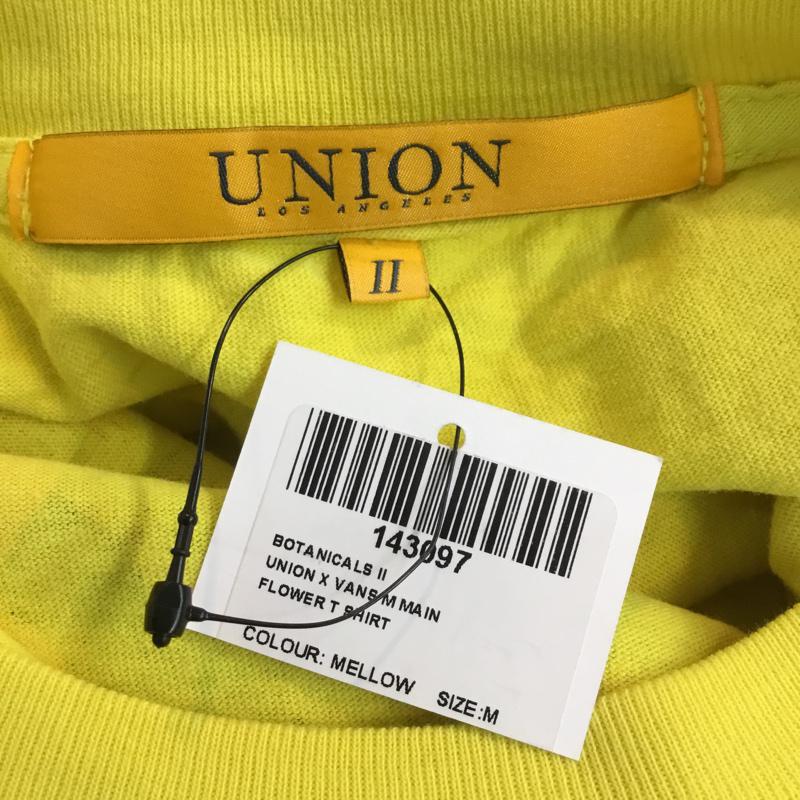 UNION
LOS ANGELES
II
143097
BOTANICALS II
UNION X VANS M MAIN
FLOWER T SHIRT
COLOUR: MELLOW SIZE:M